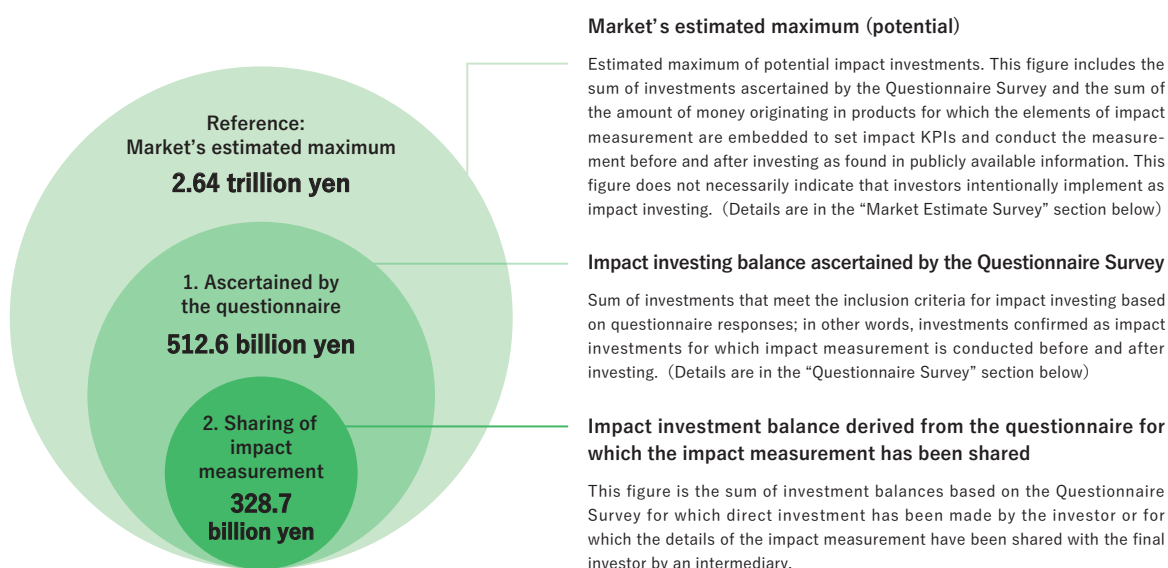 Reference:
Market's estimated maximum
2.64 trillion yen
1. Ascertained by
the questionnaire
512.6 billion yen
2. Sharing of
impact
measurement
328.7
billion yen
Market's estimated maximum (potential)
Estimated maximum of potential impact investments. This figure includes the
sum of investments ascertained by the Questionnaire Survey and the sum of
the amount of money originating in products for which the elements of impact
measurement are embedded to set impact KPIs and conduct the measure-
ment before and after investing as found in publicly available information. This
figure does not necessarily indicate that investors intentionally implement as
impact investing. (Details are in the “Market Estimate Survey” section below)
Impact investing balance ascertained by the Questionnaire Survey
Sum of investments that meet the inclusion criteria for impact investing based
on questionnaire responses; in other words, investments confirmed as impact
investments for which impact measurement is conducted before and after
investing. (Details are in the “Questionnaire Survey” section below)
Impact investment balance derived from the questionnaire for
which the impact measurement has been shared
This figure is the sum of investment balances based on the Questionnaire
Survey for which direct investment has been made by the investor or for
which the details of the impact measurement have been shared with the final
investor by an intermediary.